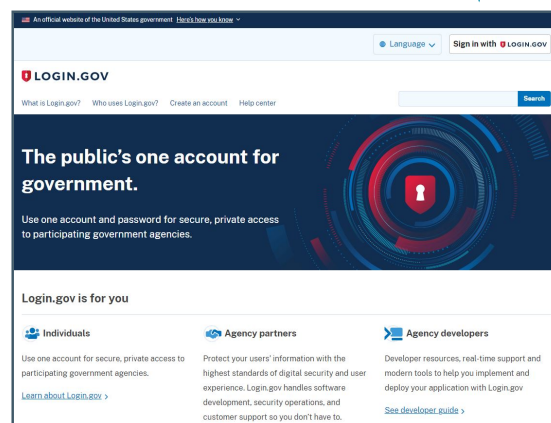 An official website of the United States government Here's how you know
Language
Sign in with LOGIN.GOV
LOGIN.GOV
What is Login.gov? Who uses Login.gov? Create an account Help center
Search
The public's one account for
government.
Use one account and password for secure, private access
to participating government agencies.
Login.gov is for you
Individuals
Use one account for secure, private access to
participating government agencies.
Learn about Login.gov >
Agency partners
Protect your users' information with the
highest standards of digital security and user
experience. Login.gov handles software
development, security operations, and
customer support so you don't have to.
Agency developers
Developer resources, real-time support and
modern tools to help you implement and
deploy your application with Login.gov
See developer guide >